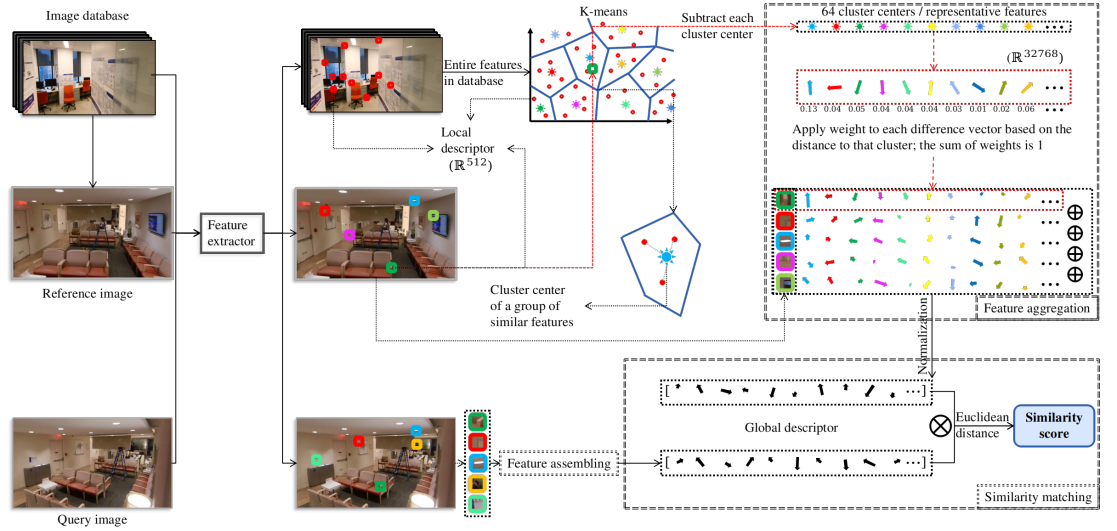 Image database
Reference image
Query image
Feature
extractor
Entire features
in database
Local
descriptor
(ℝ^512)
K-means
Subtract each
cluster center
Cluster center
of a group of
similar features
64 cluster centers / representative features
(ℝ^32768)
0.13 0.04 0.05 0.04 0.04 0.04 0.03 0.01 0.02 0.06
Apply weight to each difference vector based on the
distance to that cluster; the sum of weights is 1
Feature aggregation
Normalization
Feature assembling
[ ... ]
Global descriptor
[ ... ]
Euclidean
distance
Similarity
score
Similarity matching